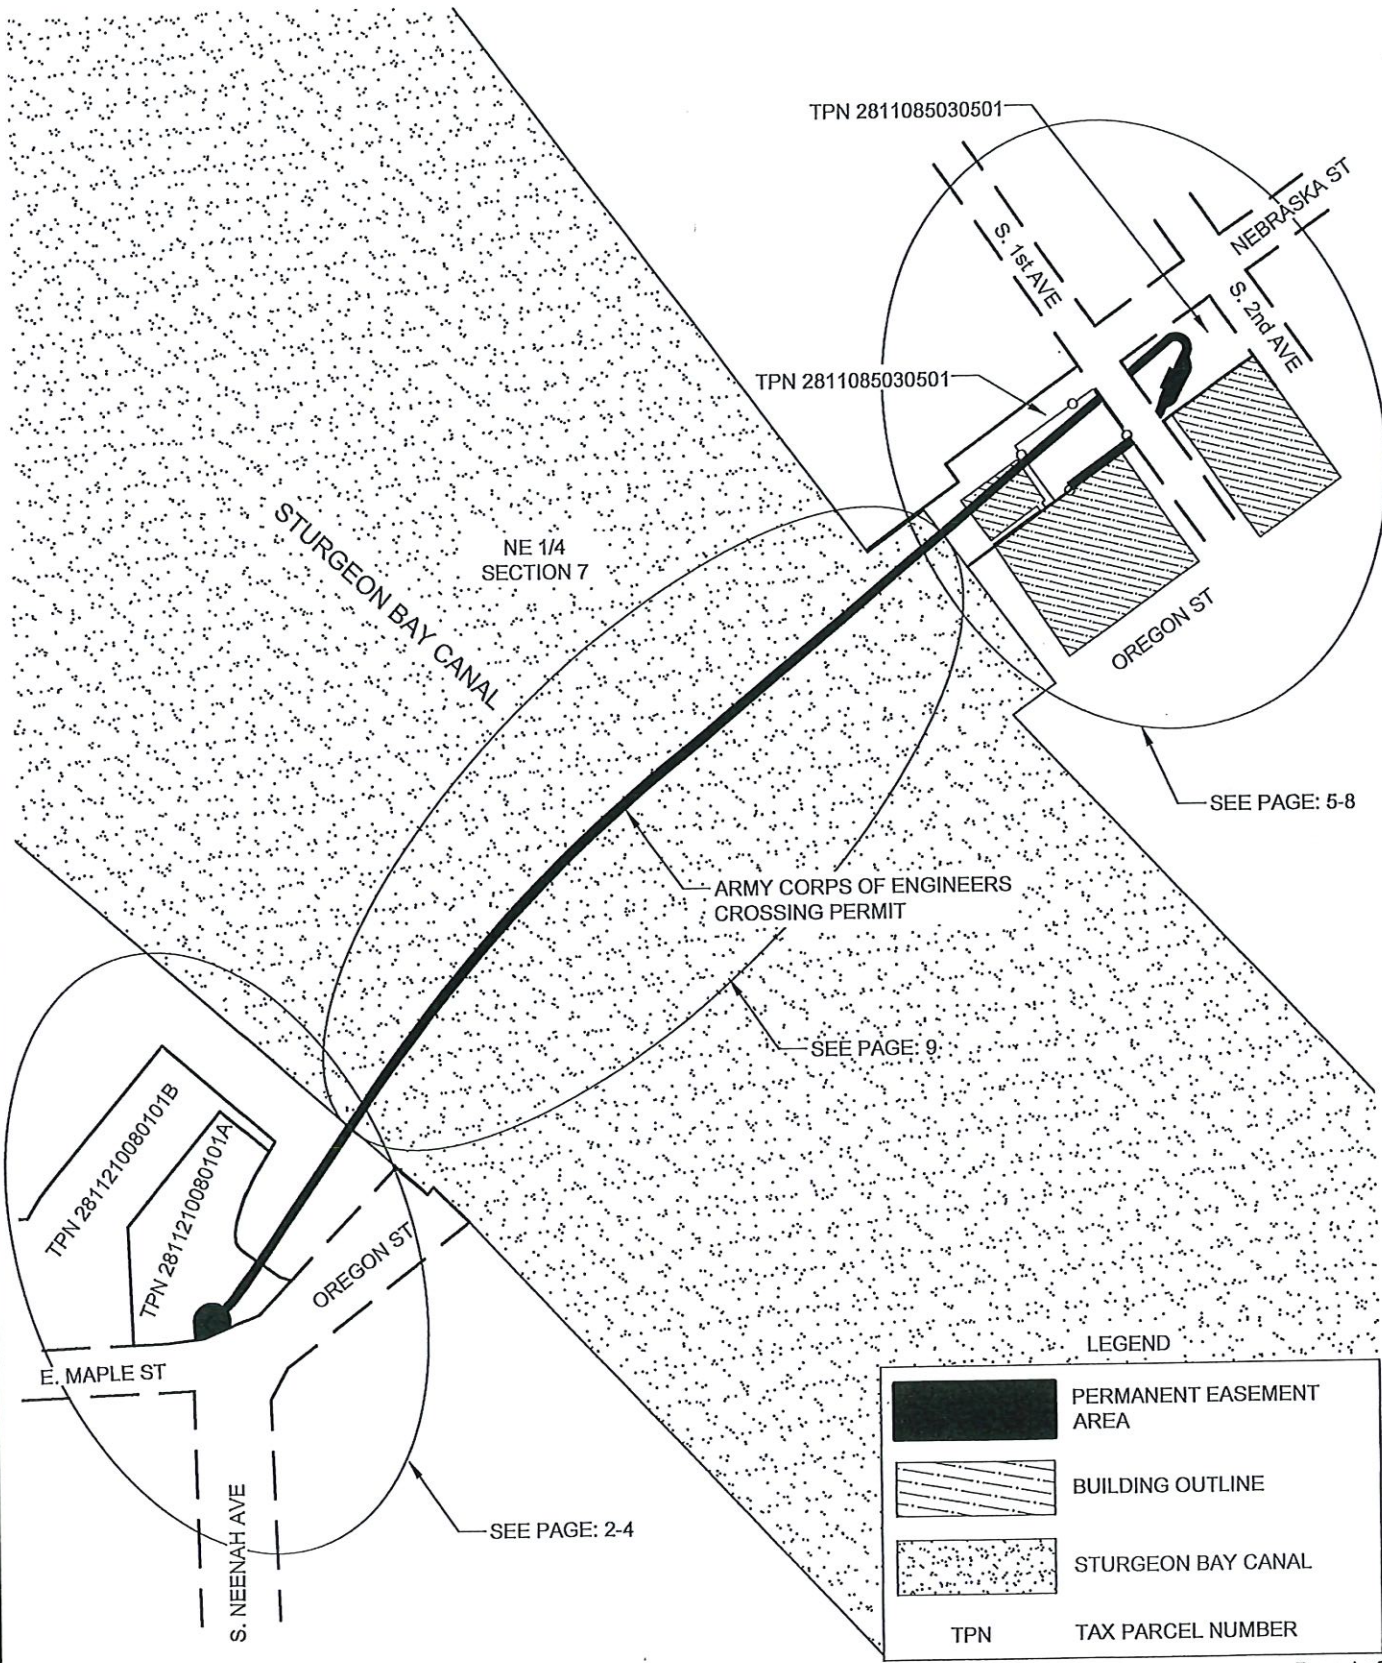 TPN 2811085030501
NEBRASKA ST
S. 1st AVE
S. 2nd AVE
TPN 2811085030501
NE 1/4
SECTION 7
STURGEON BAY CANAL
OREGON ST
SEE PAGE: 5-8
ARMY CORPS OF ENGINEERS
CROSSING PERMIT
SEE PAGE: 9
TPN 2811210080101B
TPN 2811210080101A
OREGON ST
E. MAPLE ST
S. NEENAH AVE
SEE PAGE: 2-4
LEGEND
PERMANENT EASEMENT
AREA
BUILDING OUTLINE
STURGEON BAY CANAL
TPN TAX PARCEL NUMBER